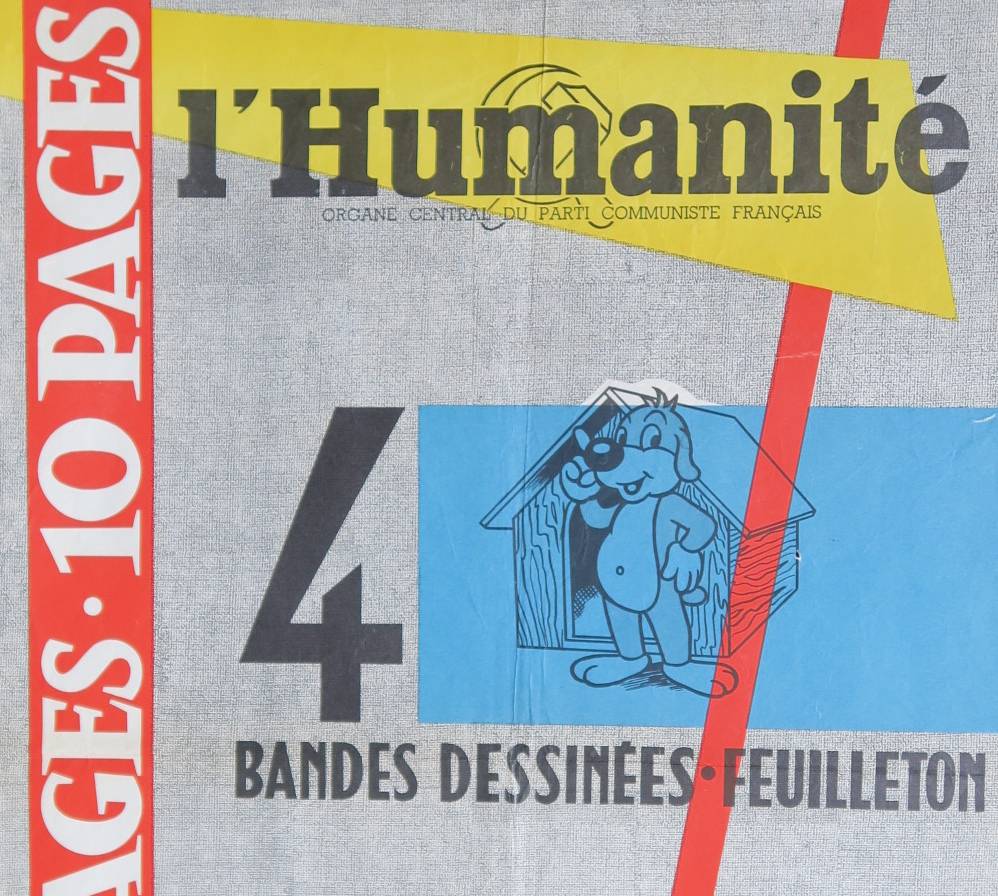 l'Humanité
ORGANE CENTRAL DU PARTI COMMUNISTE FRANÇAIS
AGES · 10 PAGES
4
BANDES DESSINÉES · FEUILLETON